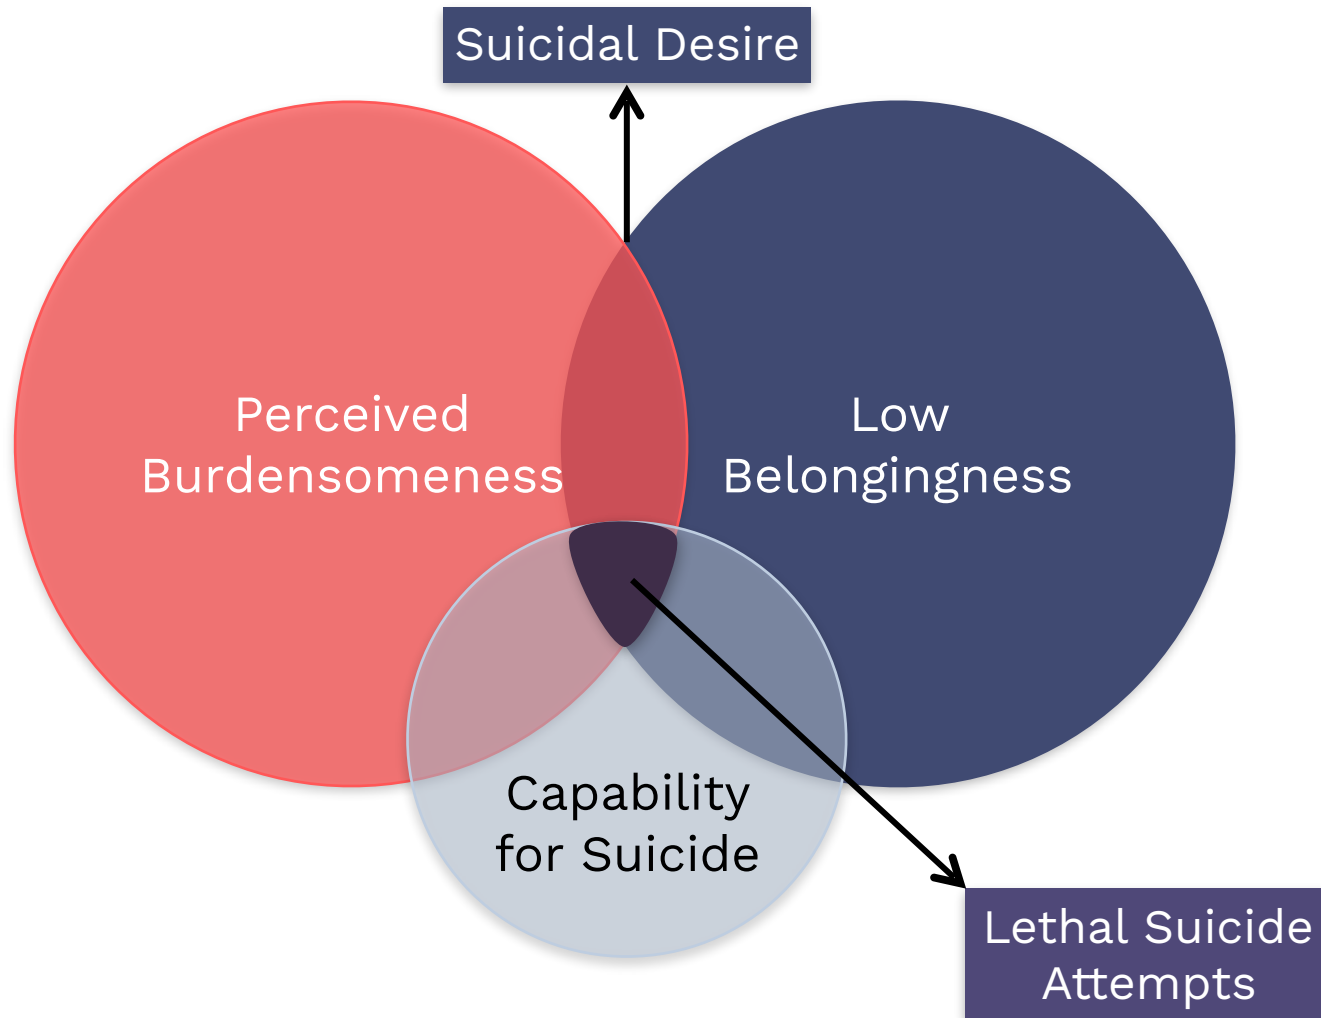 Suicidal Desire
Perceived
Burdensomeness
Low
Belongingness
Capability
for Suicide
Lethal Suicide
Attempts